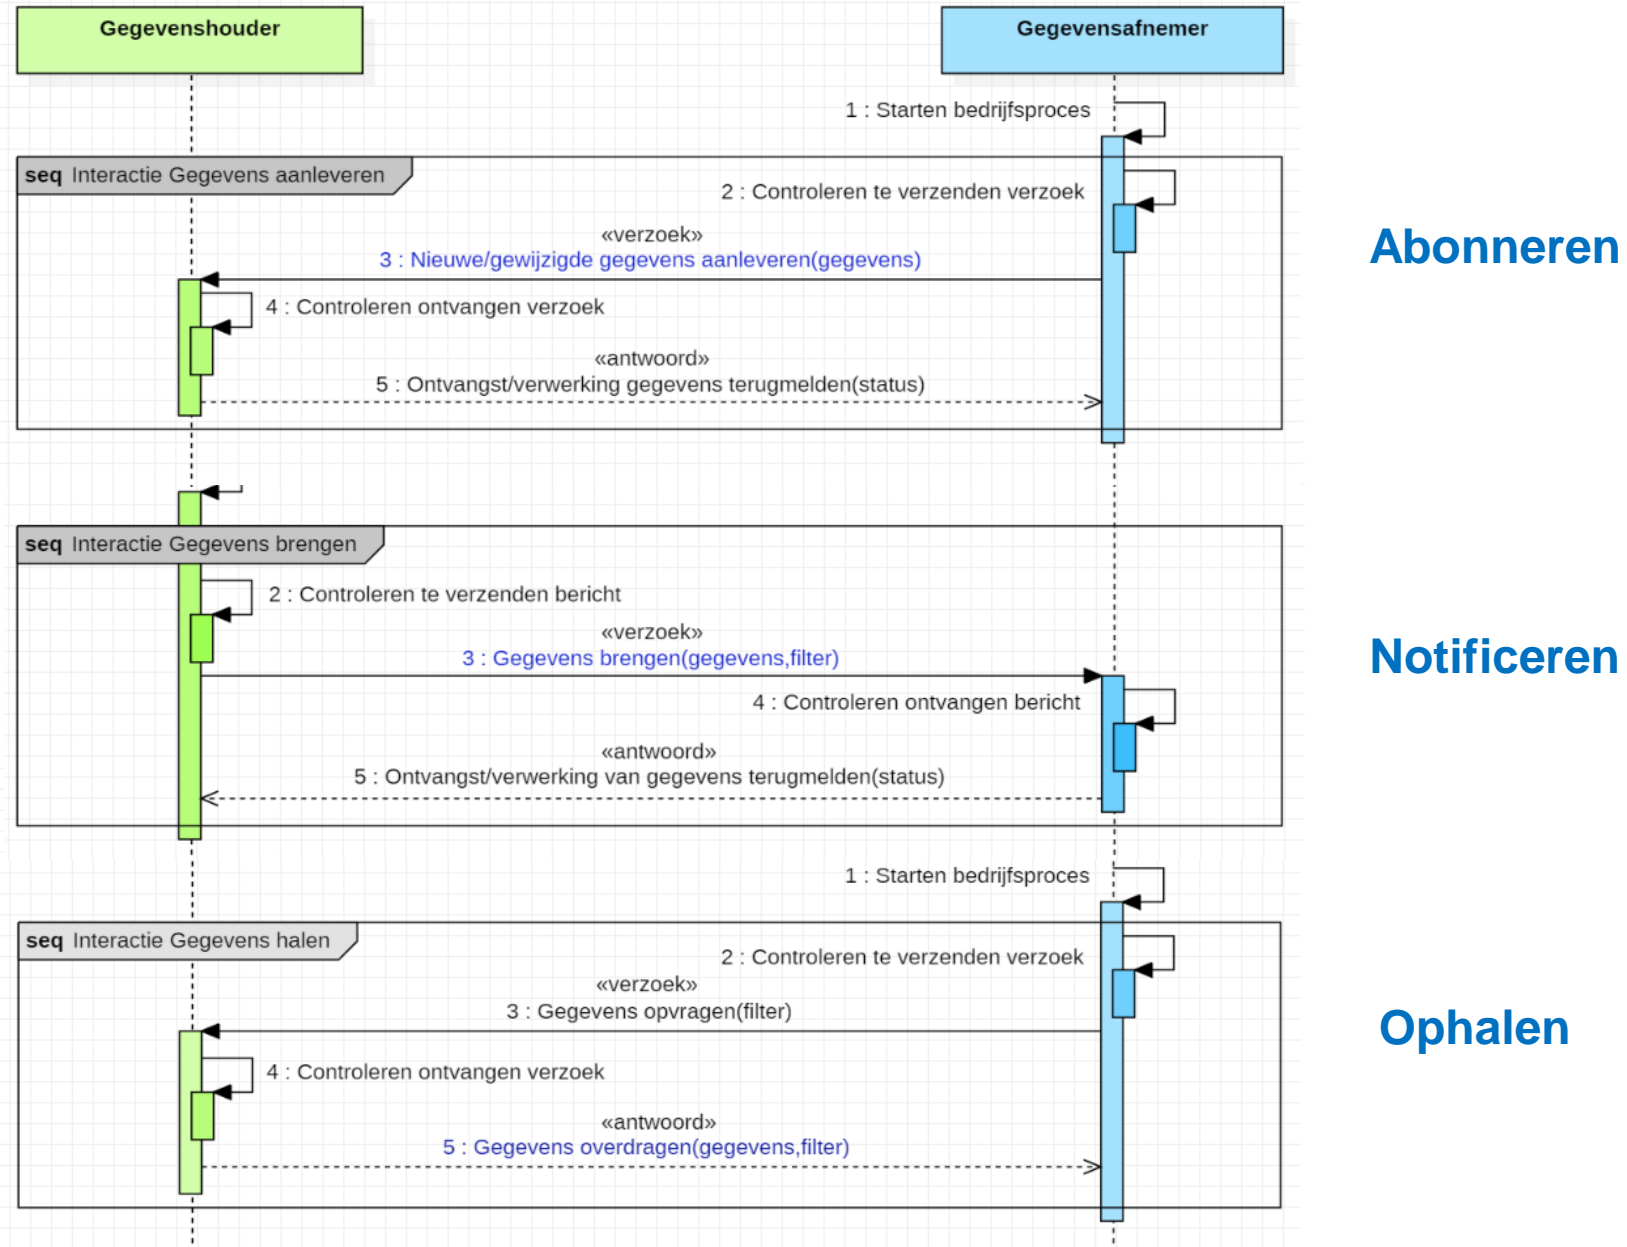 Gegevenshouder
Gegevensafnemer
1 : Starten bedrijfsproces
seq Interactie Gegevens aanleveren
2 : Controleren te verzenden verzoek
Abonneren
«verzoek»
3 : Nieuwe/gewijzigde gegevens aanleveren(gegevens)
4 : Controleren ontvangen verzoek
«antwoord»
5 : Ontvangst/verwerking gegevens terugmelden(status)
seq Interactie Gegevens brengen
2 : Controleren te verzenden bericht
«verzoek»
3 : Gegevens brengen(gegevens,filter)
Notificeren
4 : Controleren ontvangen bericht
«antwoord»
5 : Ontvangst/verwerking van gegevens terugmelden(status)
1 : Starten bedrijfsproces
seq Interactie Gegevens halen
2 : Controleren te verzenden verzoek
«verzoek»
3 : Gegevens opvragen(filter)
Ophalen
4 : Controleren ontvangen verzoek
«antwoord»
5 : Gegevens overdragen(gegevens,filter)